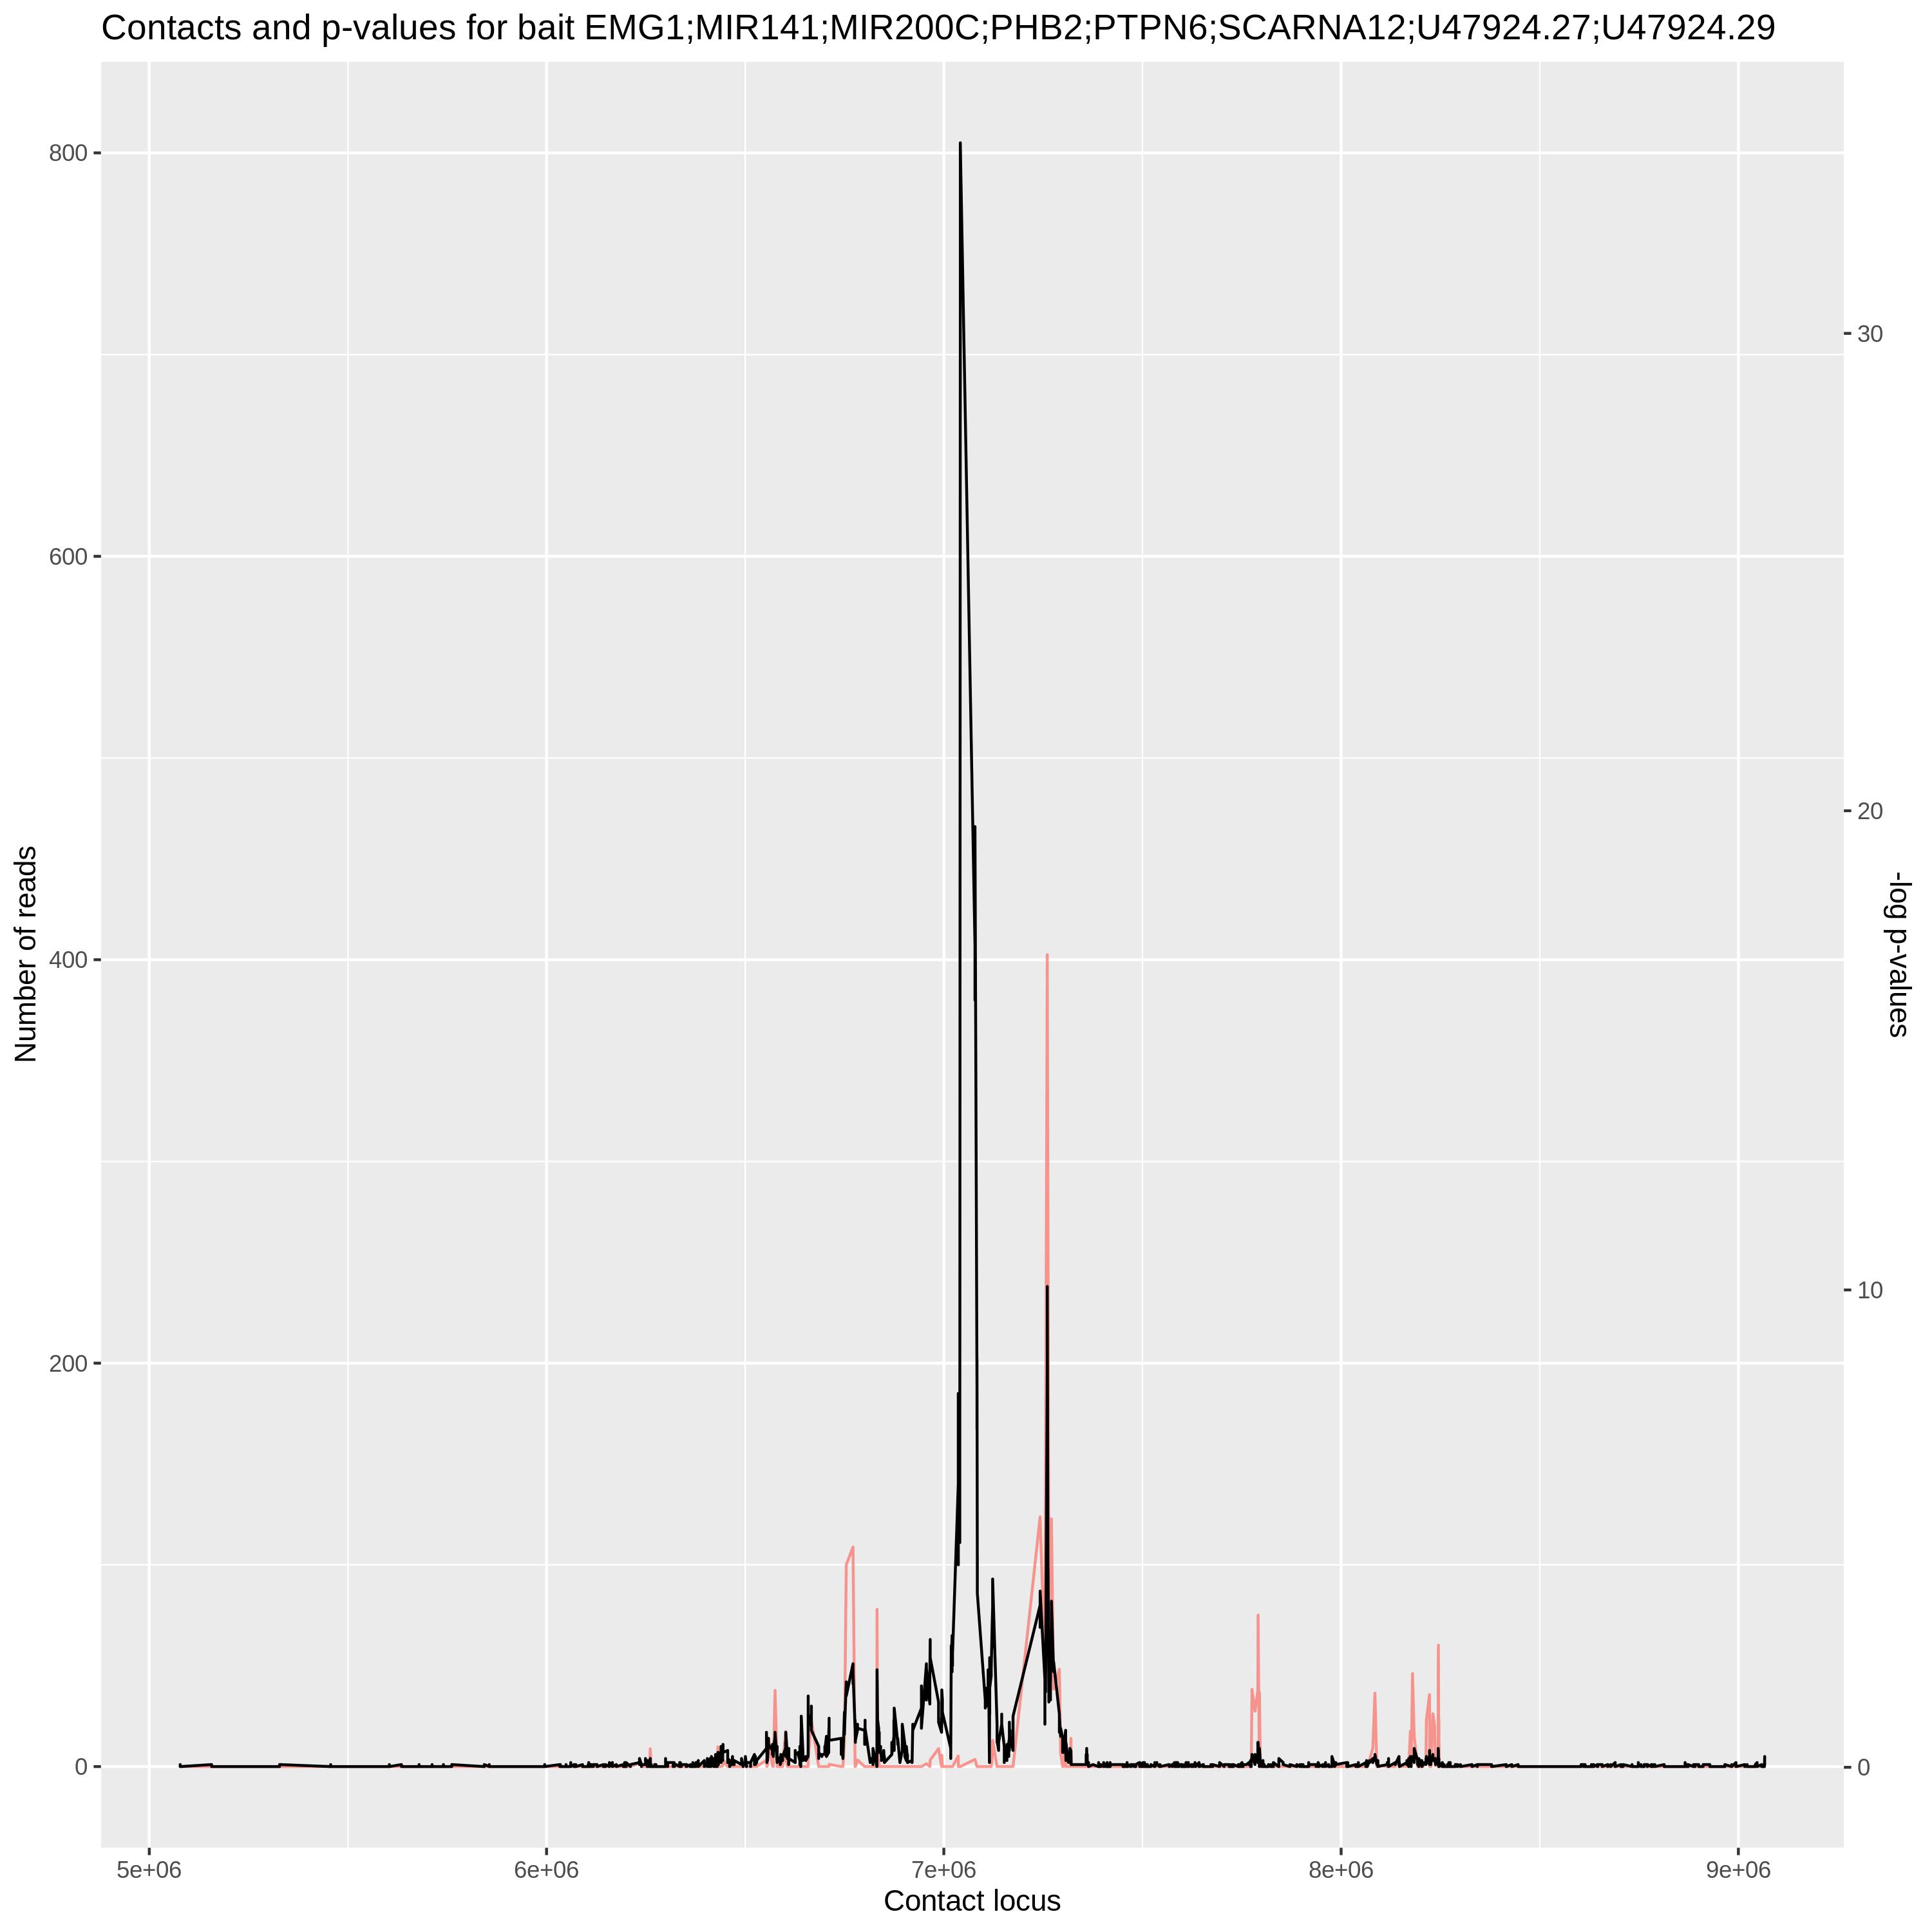 Contacts and p-values for bait EMG1;MIR141;MIR200C;PHB2;PTPN6;SCARNA12;U47924.27;U47924.29
800
600
400
200
0
Number of reads
30
20
10
0
-log p-values
5e+06
6e+06
7e+06
8e+06
9e+06
Contact locus